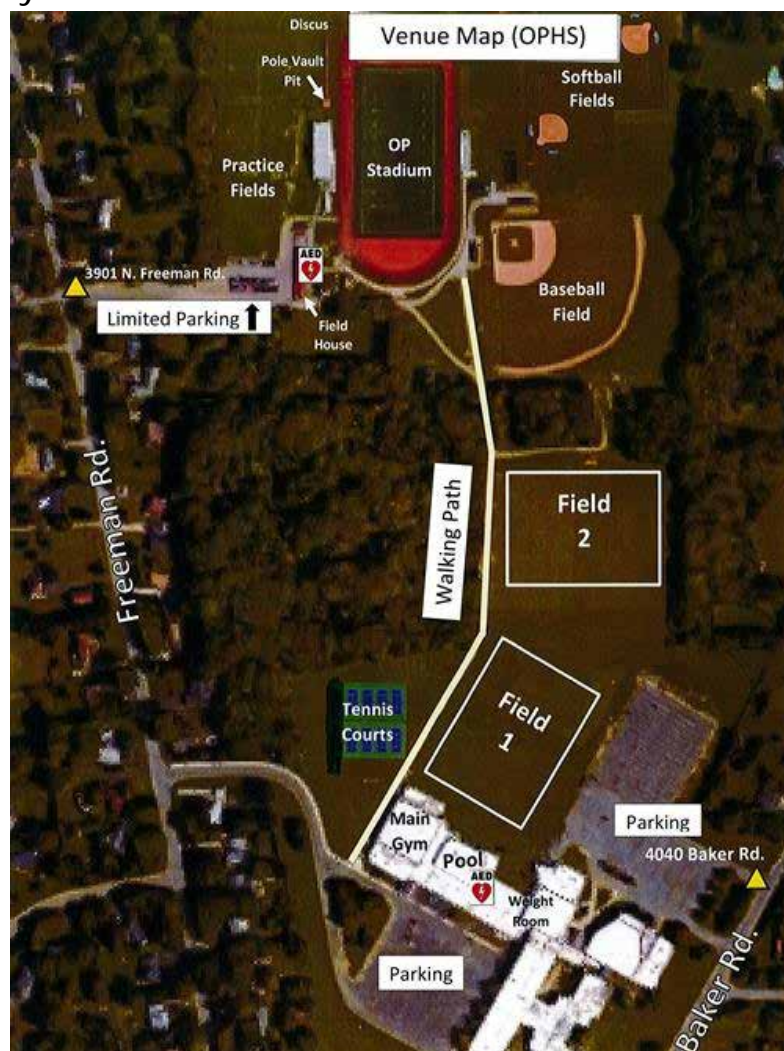 Discus
Venue Map (OPHS)
Pole Vault
Pit
Softball
Fields
OP
Stadium
Practice
Fields
AED
3901 N. Freeman Rd.
Limited Parking
Field
House
Baseball
Field
Freeman Rd.
Walking Path
Field
2
Field
1
Tennis
Courts
Main
Gym
Pool
AED
Weight
Room
Parking
4040 Baker Rd.
Parking
Baker Rd.